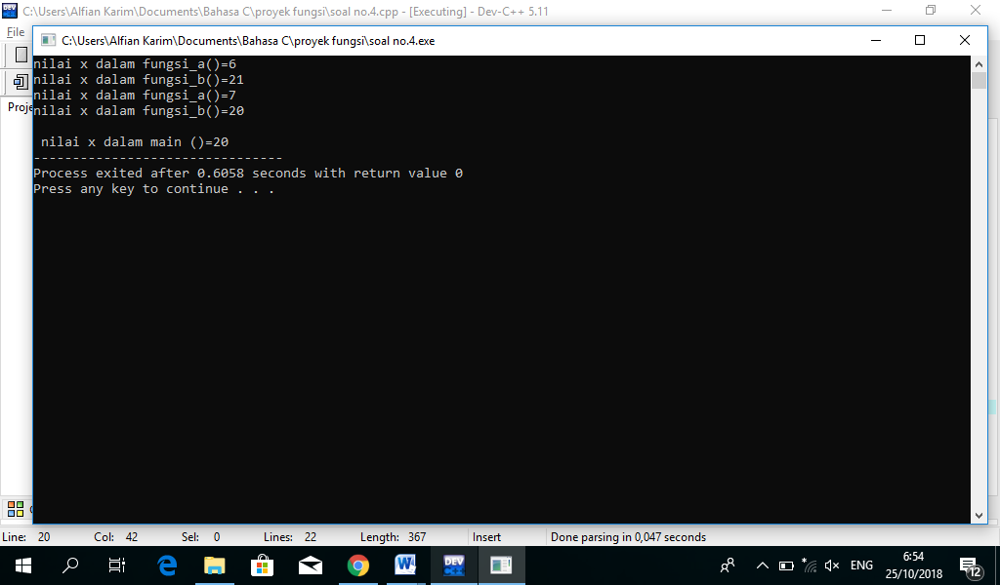 C:\Users\Alfian Karim\Documents\Bahasa C\proyek fungsi\soal no.4.cpp - [Executing] - Dev-C++ 5.11
File
C:\Users\Alfian Karim\Documents\Bahasa C\proyek fungsi\soal no.4.exe
Proje
nilai x dalam fungsi_a()=6
nilai x dalam fungsi_b()=21
nilai x dalam fungsi_a()=7
nilai x dalam fungsi_b()=20
nilai x dalam main ()=20
--------------------------------
Process exited after 0.6058 seconds with return value 0
Press any key to continue . . .
Line: 20 Col: 42 Sel: 0 Lines: 22 Length: 367 Insert Done parsing in 0,047 seconds
DEV
ENG
6:54
25/10/2018
12